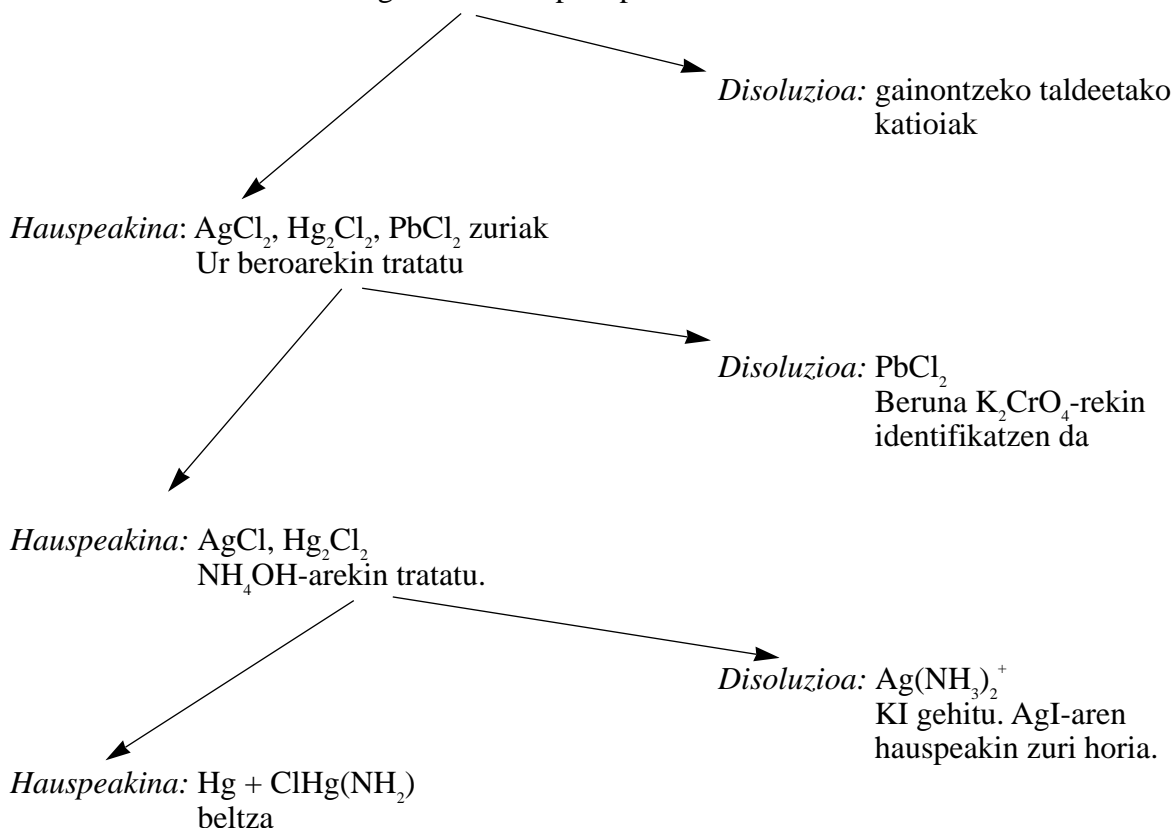 Disoluzioa: gainontzeko taldeetako
katioiak
Hauspeakina: AgCl₂, Hg₂Cl₂, PbCl₂ zuriak
Ur beroarekin tratatu
Disoluzioa: PbCl₂
Beruna K₂CrO₄-rekin
identifikatzen da
Hauspeakina: AgCl, Hg₂Cl₂
NH₄OH-arekin tratatu.
Disoluzioa: Ag(NH₃)₂⁺
KI gehitu. AgI-aren
hauspeakin zuri horia.
Hauspeakina: Hg + ClHg(NH₂)
beltza